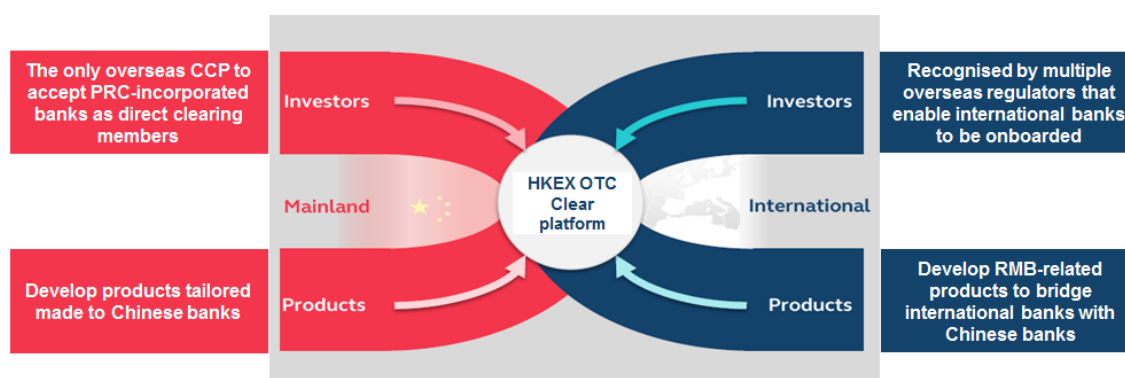 The only overseas CCP to
accept PRC-incorporated
banks as direct clearing
members
Investors
Investors
Recognised by multiple
overseas regulators that
enable international banks
to be onboarded
Mainland
HKEX OTC
Clear
platform
International
Develop products tailored
made to Chinese banks
Products
Products
Develop RMB-related
products to bridge
international banks with
Chinese banks